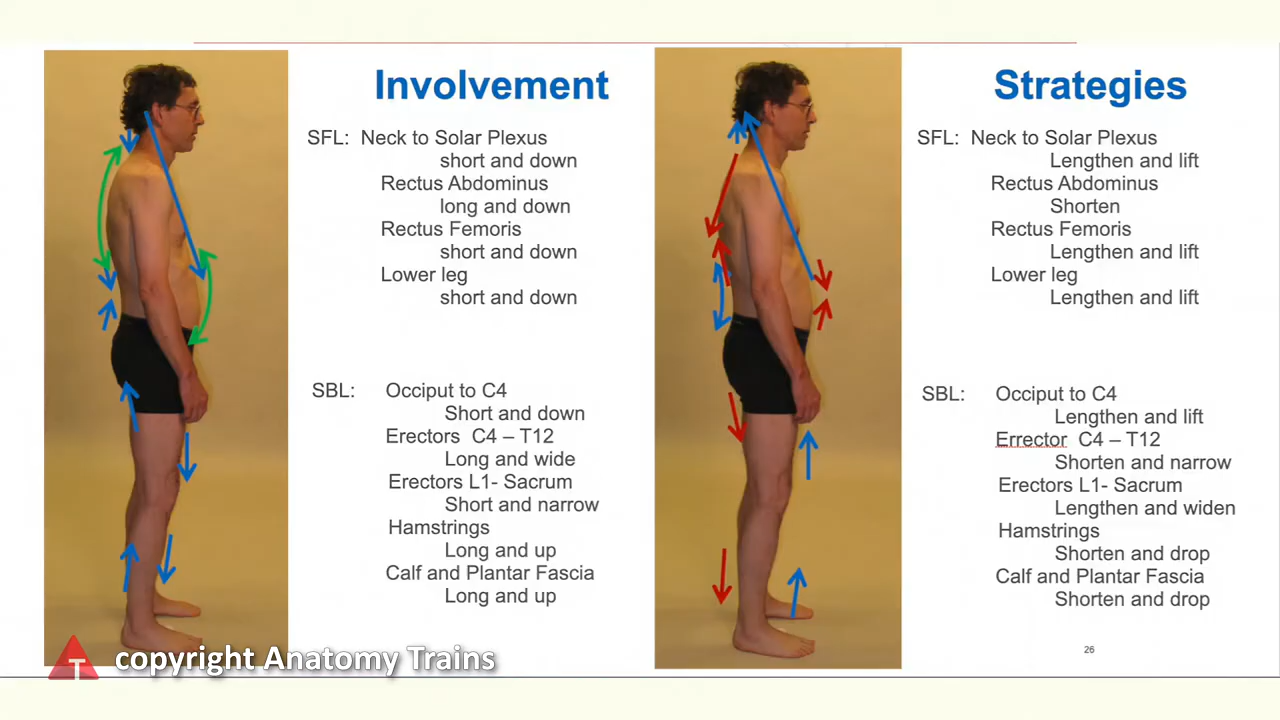 Involvement
SFL: Neck to Solar Plexus
short and down
Rectus Abdominus
long and down
Rectus Femoris
short and down
Lower leg
short and down
SBL: Occiput to C4
Short and down
Erectors C4 – T12
Long and wide
Erectors L1- Sacrum
Short and narrow
Hamstrings
Long and up
Calf and Plantar Fascia
Long and up
Strategies
SFL: Neck to Solar Plexus
Lengthen and lift
Rectus Abdominus
Shorten
Rectus Femoris
Lengthen and lift
Lower leg
Lengthen and lift
SBL: Occiput to C4
Lengthen and lift
Errector C4 – T12
Shorten and narrow
Erectors L1- Sacrum
Lengthen and widen
Hamstrings
Shorten and drop
Calf and Plantar Fascia
Shorten and drop
26
T
copyright Anatomy Trains